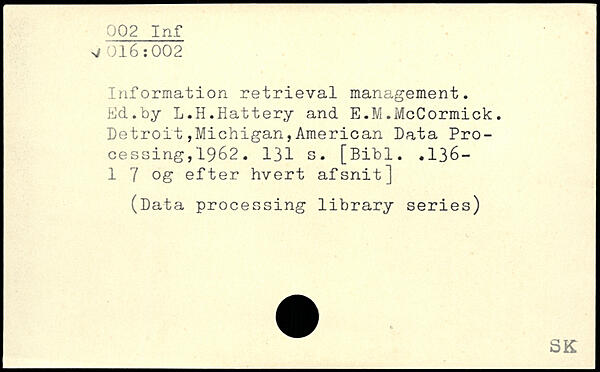 002 Inf
✓016:002
Information retrieval management.
Ed.by L.H.Hattery and E.M.McCormick.
Detroit,Michigan,American Data Pro-
cessing,1962. 131 s. [Bibl. .136-
1 7 og efter hvert afsnit]
(Data processing library series)
SK